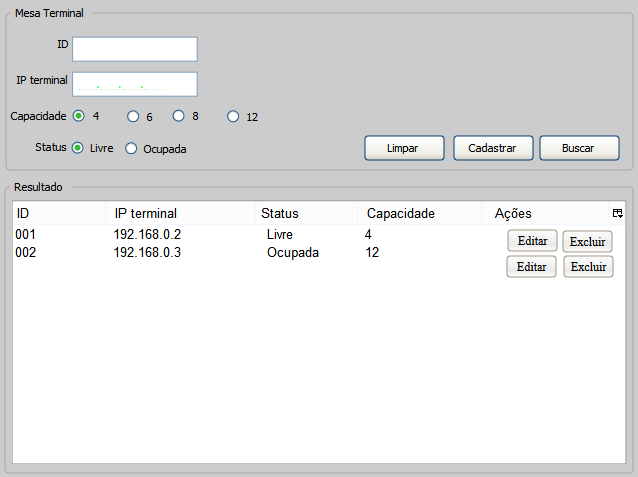 Mesa Terminal
ID
IP terminal
Capacidade 4 6 8 12
Status Livre Ocupada Limpar Cadastrar Buscar
Resultado
ID IP terminal Status Capacidade Ações
001 192.168.0.2 Livre 4 Editar Excluir
002 192.168.0.3 Ocupada 12 Editar Excluir